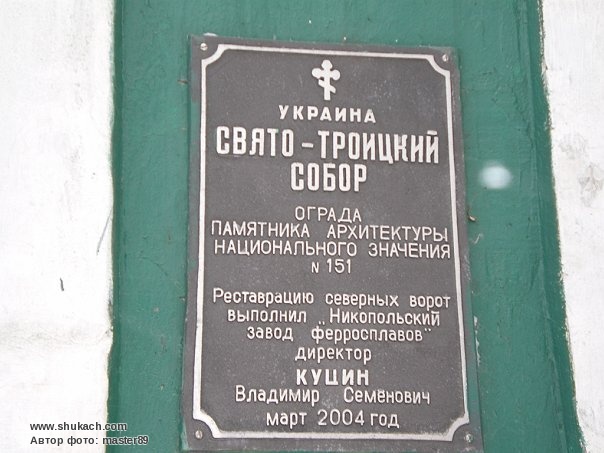 УКРАИНА
СВЯТО - ТРОИЦКИЙ
СОБОР
ОГРАДА
ПАМЯТНИКА АРХИТЕКТУРЫ
НАЦИОНАЛЬНОГО ЗНАЧЕНИЯ
N 151
Реставрацию северных ворот
выполнил „Никопольский
завод ферросплавов“
директор
КУЦИН
Владимир Семёнович
март 2004 год
www.shukach.com
Автор фото: master89